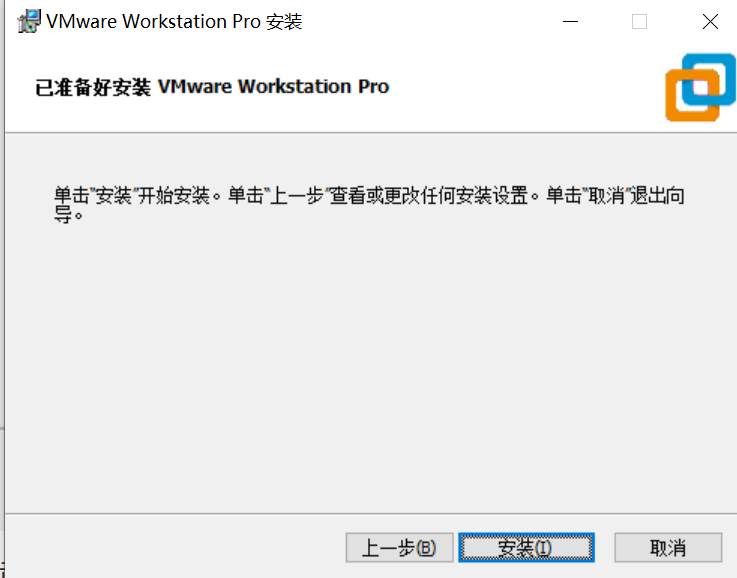 VMware Workstation Pro 安装
已准备好安装 VMware Workstation Pro
单击"安装"开始安装。单击"上一步"查看或更改任何安装设置。单击"取消"退出向
导。
上一步(B) 安装(I) 取消